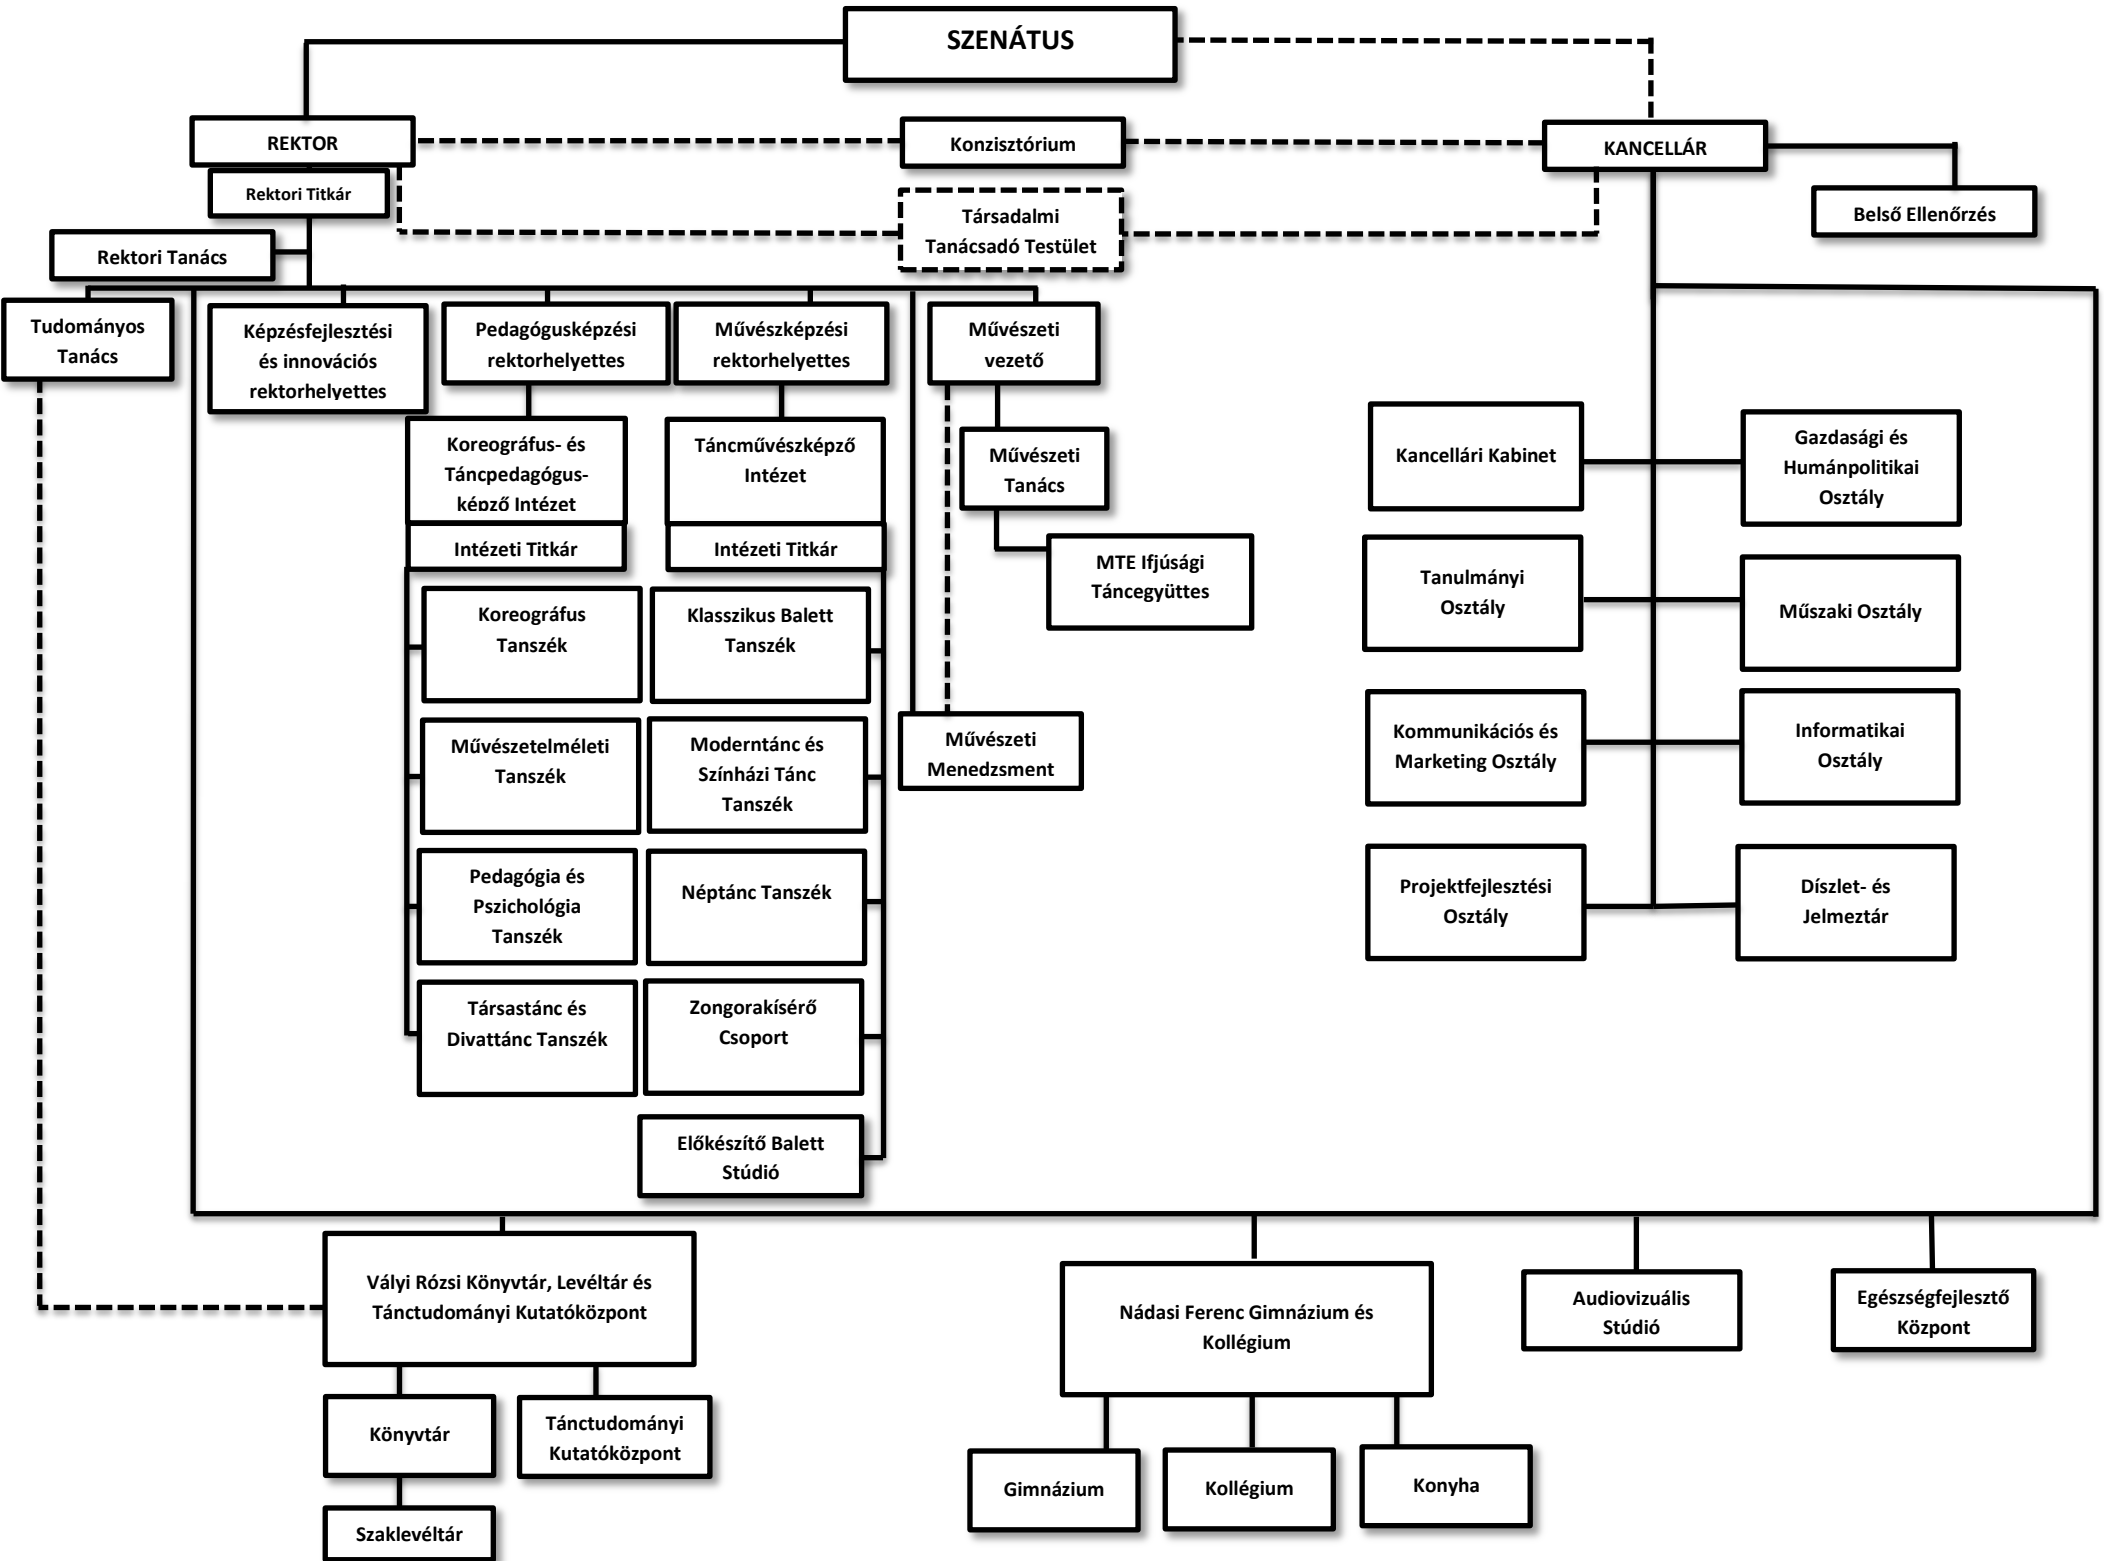 SZENÁTUS
REKTOR
Konzisztórium
KANCELLÁR
Rektori Titkár
Társadalmi
Tanácsadó Testület
Belső Ellenőrzés
Rektori Tanács
Tudományos
Tanács
Képzésfejlesztési
és innovációs
rektorhelyettes
Pedagógusképzési
rektorhelyettes
Művészképzési
rektorhelyettes
Művészeti
vezető
Koreográfus- és
Táncpedagógus-
képző Intézet
Intézeti Titkár
Táncművészképző
Intézet
Intézeti Titkár
Művészeti
Tanács
MTE Ifjúsági
Táncegyüttes
Művészeti
Menedzsment
Koreográfus
Tanszék
Művészetelméleti
Tanszék
Pedagógia és
Pszichológia
Tanszék
Társastánc és
Divattánc Tanszék
Klasszikus Balett
Tanszék
Moderntánc és
Színházi Tánc
Tanszék
Néptánc Tanszék
Zongorakísérő
Csoport
Előkészítő Balett
Stúdió
Kancellári Kabinet
Gazdasági és
Humánpolitikai
Osztály
Tanulmányi
Osztály
Műszaki Osztály
Kommunikációs és
Marketing Osztály
Informatikai
Osztály
Projektfejlesztési
Osztály
Díszlet- és
Jelmeztár
Vályi Rózsi Könyvtár, Levéltár és
Tánctudományi Kutatóközpont
Könyvtár
Tánctudományi
Kutatóközpont
Szaklevéltár
Nádasi Ferenc Gimnázium és
Kollégium
Gimnázium
Kollégium
Konyha
Audiovizuális
Stúdió
Egészségfejlesztő
Központ